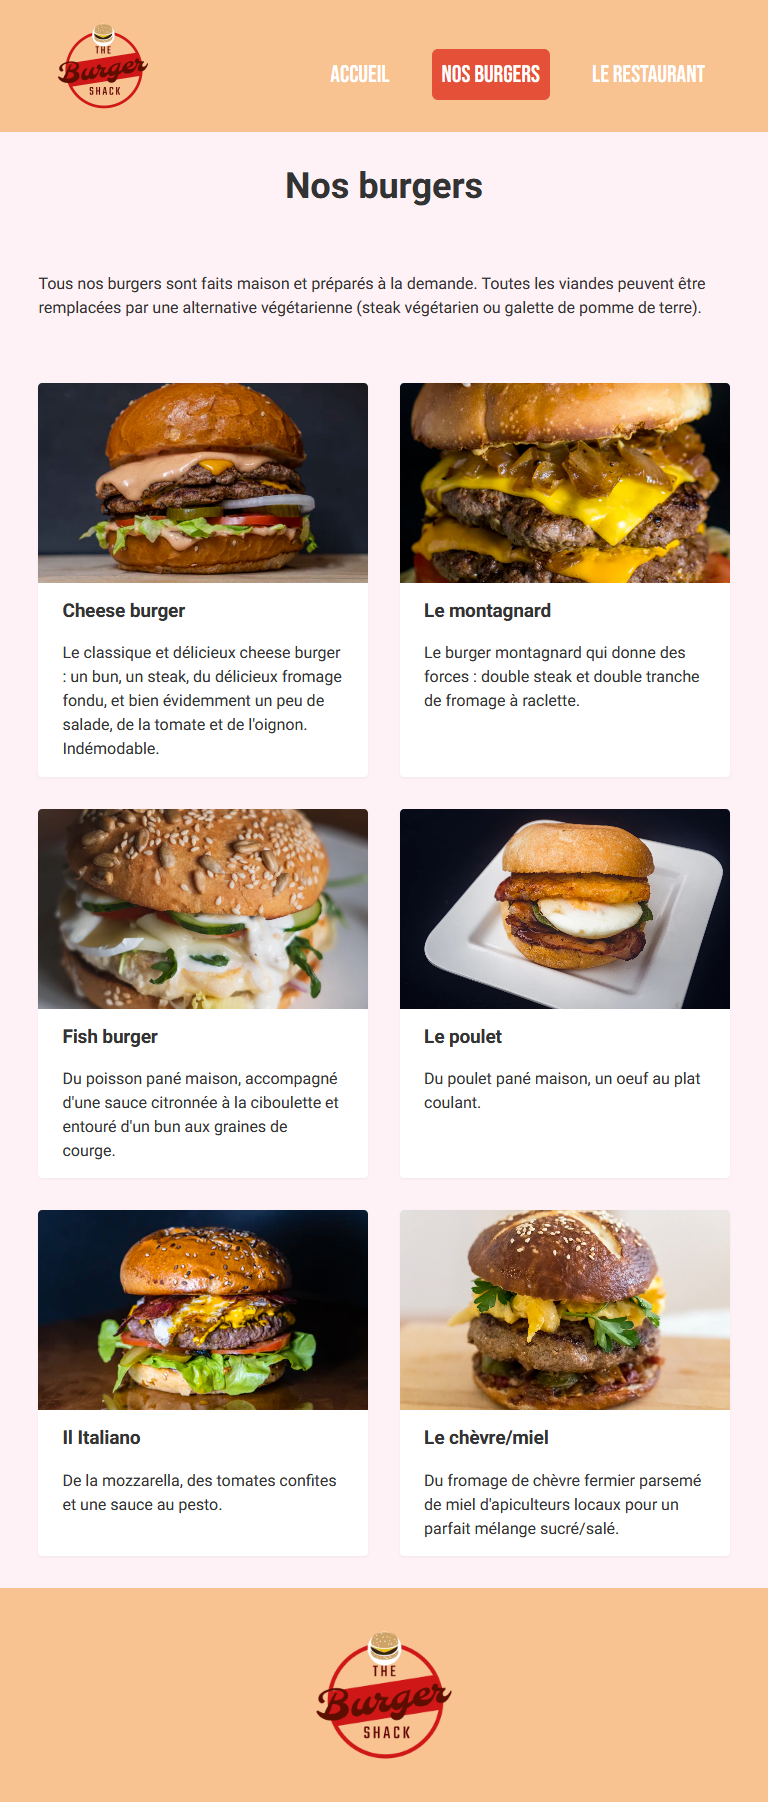 THE
Burger
SHACK
ACCUEIL
NOS BURGERS
LE RESTAURANT
Nos burgers
Tous nos burgers sont faits maison et préparés à la demande. Toutes les viandes peuvent être
remplacées par une alternative végétarienne (steak végétarien ou galette de pomme de terre).
Cheese burger
Le classique et délicieux cheese burger
: un bun, un steak, du délicieux fromage
fondu, et bien évidemment un peu de
salade, de la tomate et de l'oignon.
Indémodable.
Le montagnard
Le burger montagnard qui donne des
forces : double steak et double tranche
de fromage à raclette.
Fish burger
Du poisson pané maison, accompagné
d'une sauce citronnée à la ciboulette et
entouré d'un bun aux graines de
courge.
Le poulet
Du poulet pané maison, un oeuf au plat
coulant.
Il Italiano
De la mozzarella, des tomates confites
et une sauce au pesto.
Le chèvre/miel
Du fromage de chèvre fermier parsemé
de miel d'apiculteurs locaux pour un
parfait mélange sucré/salé.
THE
Burger
SHACK